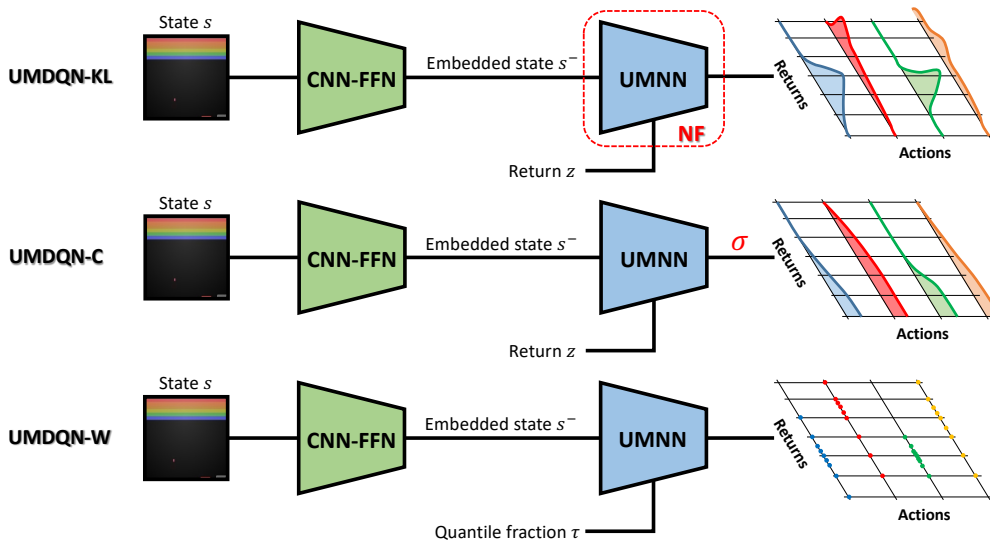 State s
UMDQN-KL
CNN-FFN
Embedded state s⁻
UMNN
NF
Return z
Returns
Actions
State s
UMDQN-C
CNN-FFN
Embedded state s⁻
UMNN
σ
Return z
Returns
Actions
State s
UMDQN-W
CNN-FFN
Embedded state s⁻
UMNN
Quantile fraction τ
Returns
Actions